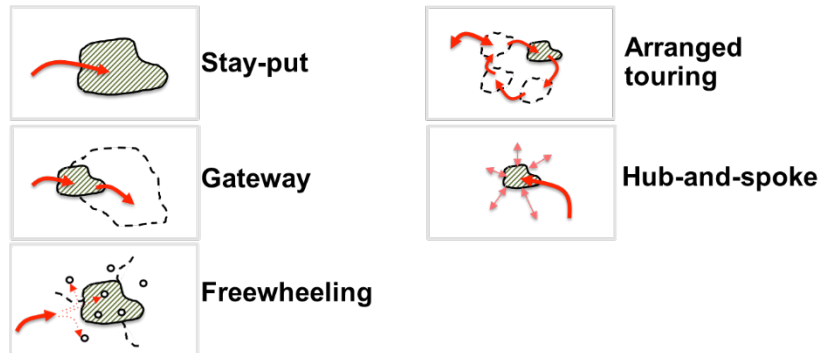 Stay-put
Arranged
touring
Gateway
Hub-and-spoke
Freewheeling